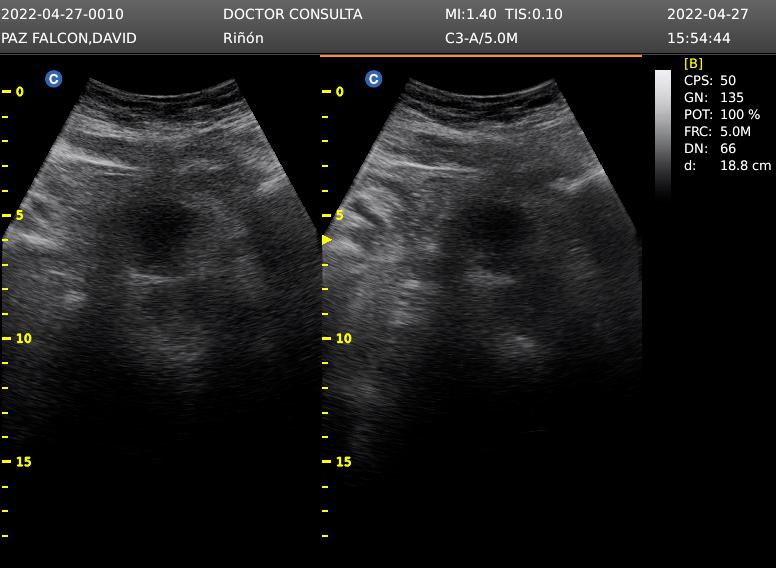 2022-04-27-0010 DOCTOR CONSULTA MI:1.40 TIS:0.10 2022-04-27
PAZ FALCON,DAVID Riñón C3-A/5.0M 15:54:44
C C
[B]
CPS: 50
GN: 135
POT: 100 %
FRC: 5.0M
DN: 66
d: 18.8 cm
0 0
5 5
10 10
15 15